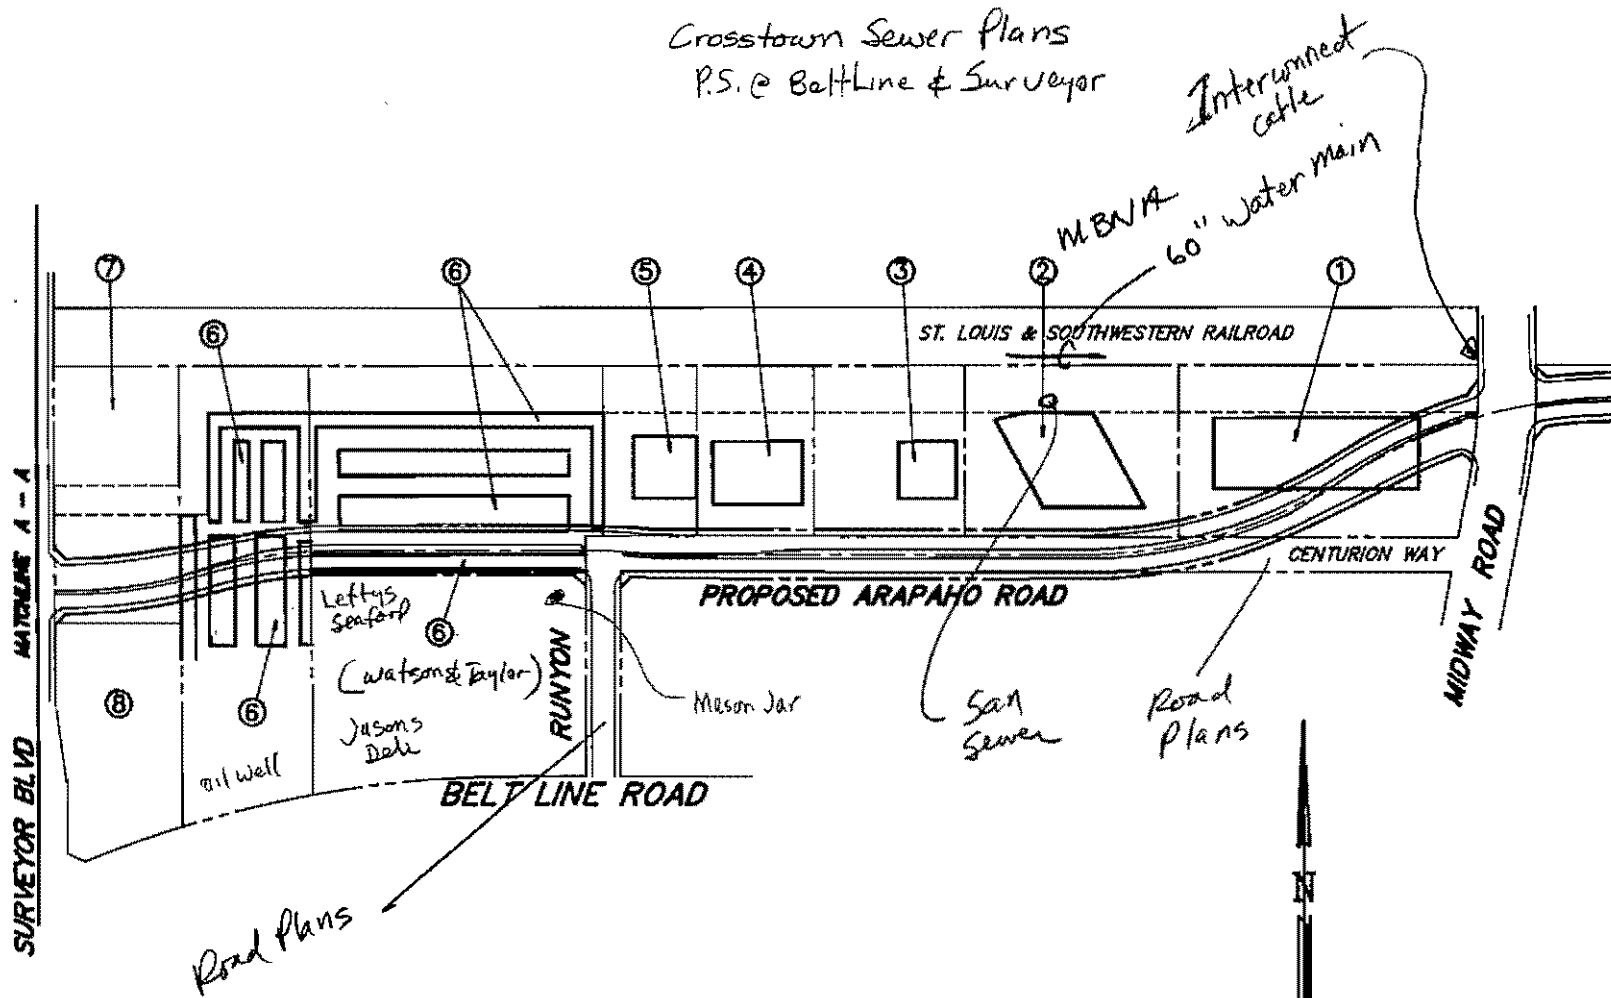 Crosstown Sewer Plans
P.S. @ BeltLine & Surveyor
Interconnect
cable
MBNA
60" Water Main
7
6
5
4
3
2
1
6
ST. LOUIS & SOUTHWESTERN RAILROAD
CENTURION WAY
PROPOSED ARAPAHO ROAD
MIDWAY ROAD
SURVEYOR BLVD MATCHLINE A - A
Leftys
Seafood
6
(Watson & Taylor)
RUNYON
Mason Jar
San
Sewer
Road
Plans
8
6
Jasons
Deli
oil well
BELT LINE ROAD
N
Road Plans